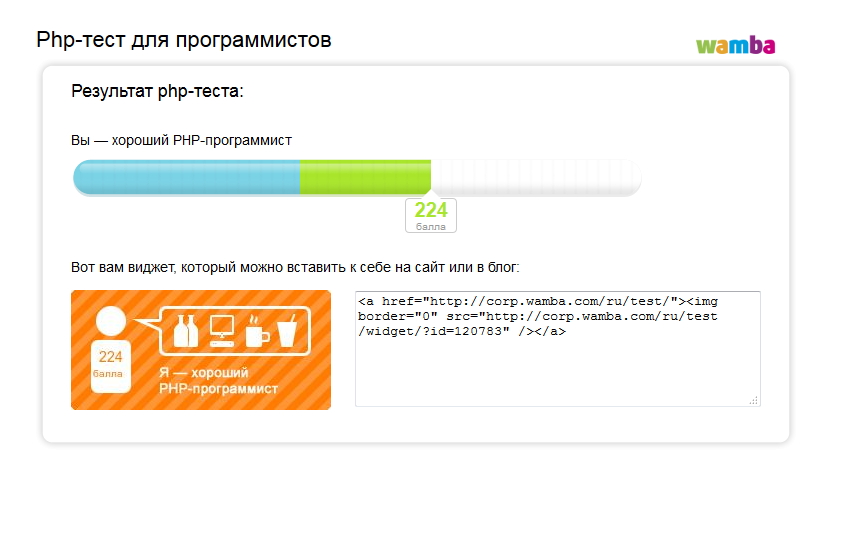 Php-тест для программистов
wamba
Результат php-теста:
Вы — хороший PHP-программист
224
балла
Вот вам виджет, который можно вставить к себе на сайт или в блог:
224
балла
Я — хороший
PHP-программист
<a href="http://corp.wamba.com/ru/test/"><img
border="0" src="http://corp.wamba.com/ru/test
/widget/?id=120783" /></a>